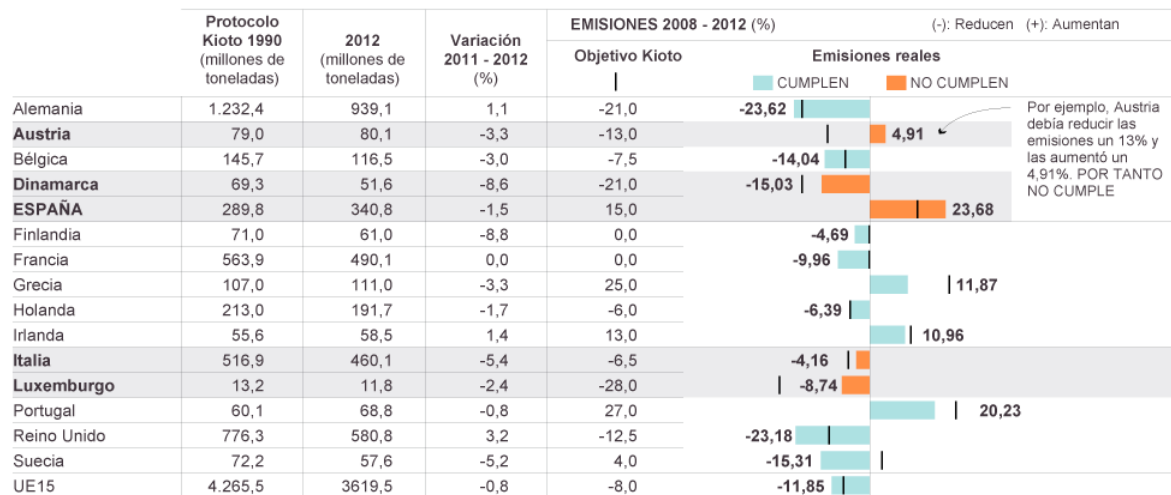 Protocolo Kioto 1990 (millones de toneladas) 2012 (millones de toneladas) Variación 2011 - 2012 (%) EMISIONES 2008 - 2012 (%) (-): Reducen (+): Aumentan
Objetivo Kioto Emisiones reales
CUMPLEN NO CUMPLEN
Alemania 1.232,4 939,1 1,1 -21,0 -23,62
Austria 79,0 80,1 -3,3 -13,0 4,91
Por ejemplo, Austria
debía reducir las
emisiones un 13% y
las aumentó un
4,91%. POR TANTO
NO CUMPLE
Bélgica 145,7 116,5 -3,0 -7,5 -14,04
Dinamarca 69,3 51,6 -8,6 -21,0 -15,03
ESPAÑA 289,8 340,8 -1,5 15,0 23,68
Finlandia 71,0 61,0 -8,8 0,0 -4,69
Francia 563,9 490,1 0,0 0,0 -9,96
Grecia 107,0 111,0 -3,3 25,0 11,87
Holanda 213,0 191,7 -1,7 -6,0 -6,39
Irlanda 55,6 58,5 1,4 13,0 10,96
Italia 516,9 460,1 -5,4 -6,5 -4,16
Luxemburgo 13,2 11,8 -2,4 -28,0 -8,74
Portugal 60,1 68,8 -0,8 27,0 20,23
Reino Unido 776,3 580,8 3,2 -12,5 -23,18
Suecia 72,2 57,6 -5,2 4,0 -15,31
UE15 4.265,5 3619,5 -0,8 -8,0 -11,85